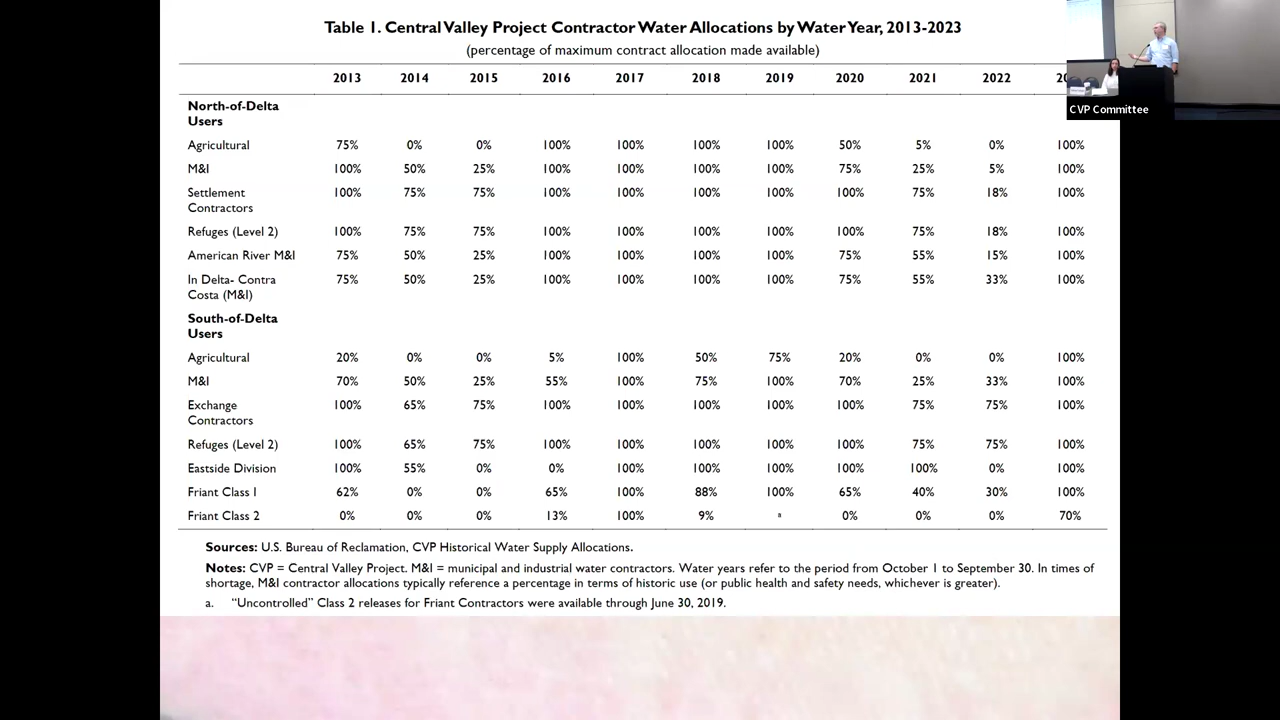 Table 1. Central Valley Project Contractor Water Allocations by Water Year, 2013-2023
(percentage of maximum contract allocation made available)
2013 2014 2015 2016 2017 2018 2019 2020 2021 2022
North-of-Delta
Users
Agricultural 75% 0% 0% 100% 100% 100% 100% 50% 5% 0% 100%
M&I 100% 50% 25% 100% 100% 100% 100% 75% 25% 5% 100%
Settlement 100% 75% 75% 100% 100% 100% 100% 100% 75% 18% 100%
Contractors
Refuges (Level 2) 100% 75% 75% 100% 100% 100% 100% 100% 75% 18% 100%
American River M&I 75% 50% 25% 100% 100% 100% 100% 75% 55% 15% 100%
In Delta- Contra 75% 50% 25% 100% 100% 100% 100% 75% 55% 33% 100%
Costa (M&I)
South-of-Delta
Users
Agricultural 20% 0% 0% 5% 100% 50% 75% 20% 0% 0% 100%
M&I 70% 50% 25% 55% 100% 75% 100% 70% 25% 33% 100%
Exchange 100% 65% 75% 100% 100% 100% 100% 100% 75% 75% 100%
Contractors
Refuges (Level 2) 100% 65% 75% 100% 100% 100% 100% 100% 75% 75% 100%
Eastside Division 100% 55% 0% 0% 100% 100% 100% 100% 100% 0% 100%
Friant Class 1 62% 0% 0% 65% 100% 88% 100% 65% 40% 30% 100%
Friant Class 2 0% 0% 0% 13% 100% 9% a 0% 0% 0% 70%
Sources: U.S. Bureau of Reclamation, CVP Historical Water Supply Allocations.
Notes: CVP = Central Valley Project. M&I = municipal and industrial water contractors. Water years refer to the period from October 1 to September 30. In times of
shortage, M&I contractor allocations typically reference a percentage in terms of historic use (or public health and safety needs, whichever is greater).
a. “Uncontrolled” Class 2 releases for Friant Contractors were available through June 30, 2019.
CVP Committee